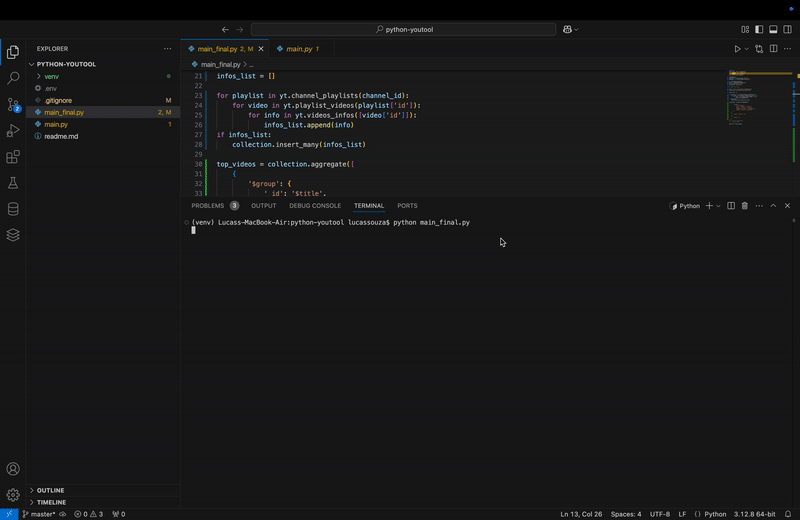 python-youtool
EXPLORER
main_final.py 2, M
main.py 1
PYTHON-YOUTOOL
main_final.py > ...
venv
.env
.gitignore M
main_final.py 2, M
main.py 1
readme.md
2
21 infos_list = []
22
23 for playlist in yt.channel_playlists(channel_id):
24 for video in yt.playlist_videos(playlist['id']):
25 for info in yt.videos_infos([video['id']]):
26 infos_list.append(info)
27 if infos_list:
28 collection.insert_many(infos_list)
29
30 top_videos = collection.aggregate([
31 {
32 '$group': {
33 '_id': '$title',
PROBLEMS 3 OUTPUT DEBUG CONSOLE TERMINAL PORTS
Python
(venv) Lucass-MacBook-Air:python-youtool lucassouza$ python main_final.py
OUTLINE
TIMELINE
master* 0 3 0
Ln 13, Col 26 Spaces: 4 UTF-8 LF { } Python 3.12.8 64-bit